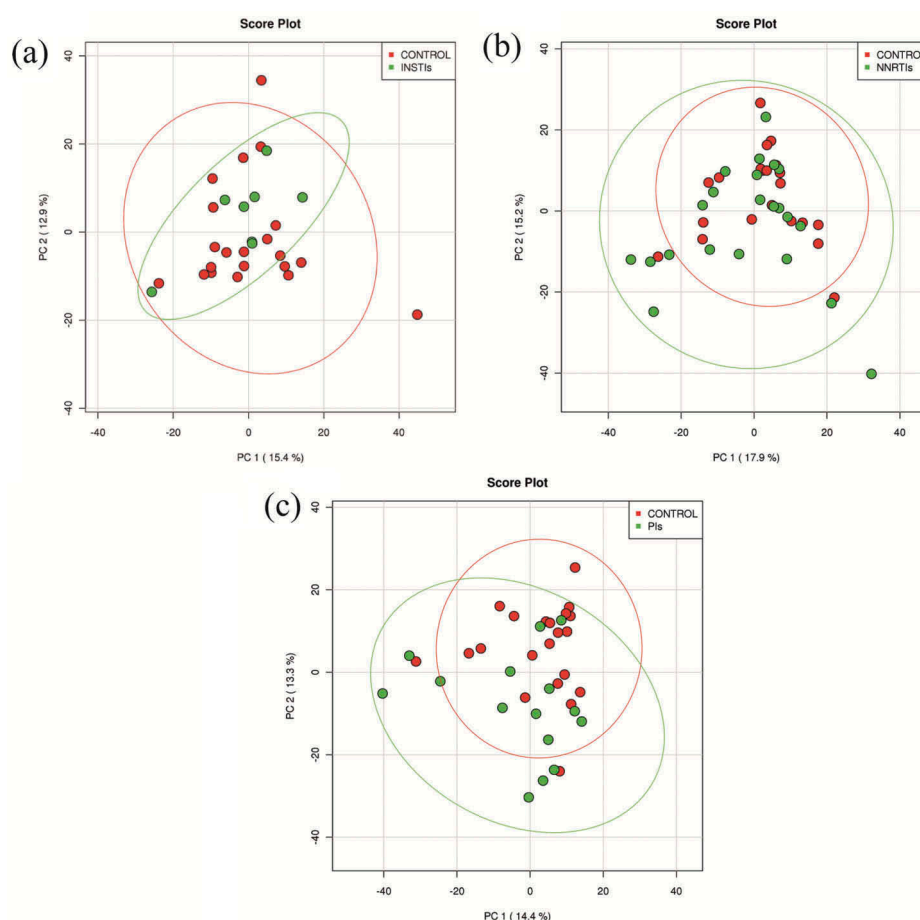 (a)
Score Plot
CONTROL
INSTIs
40
20
0
-20
-40
PC 2 ( 12.9 %)
-40
-20
0
20
40
PC 1 ( 15.4 %)
(b)
Score Plot
CONTRO
NNRTIs
40
20
0
-20
-40
PC 2 ( 15.2 %)
-40
-20
0
20
40
PC 1 ( 17.9 %)
(c)
Score Plot
CONTROL
PIs
40
20
0
-20
-40
PC 2 ( 13.3 %)
-40
-20
0
20
40
PC 1 ( 14.4 %)